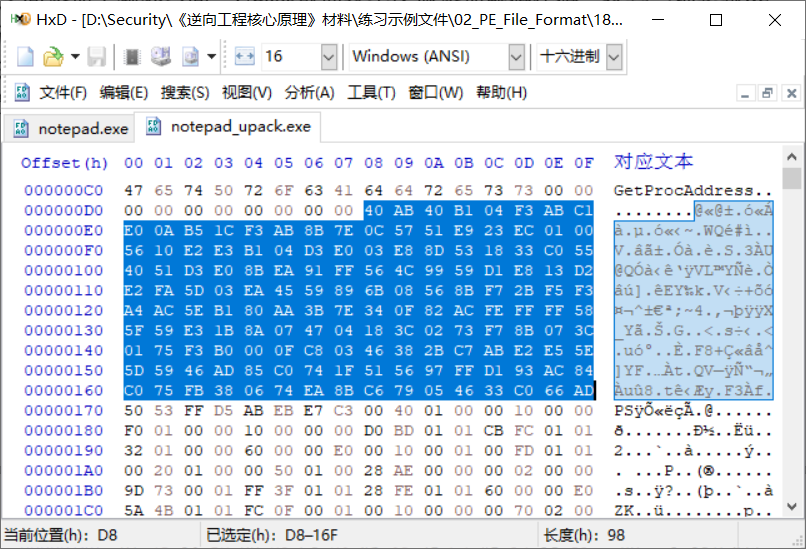 HxD - [D:\Security\《逆向工程核心原理》材料\练习示例文件\02_PE_File_Format\18...
16 Windows (ANSI) 十六进制
文件(F) 编辑(E) 搜索(S) 视图(V) 分析(A) 工具(T) 窗口(W) 帮助(H)
notepad.exe notepad_upack.exe
Offset(h) 00 01 02 03 04 05 06 07 08 09 0A 0B 0C 0D 0E 0F 对应文本
000000C0 47 65 74 50 72 6F 63 41 64 64 72 65 73 73 00 00 GetProcAddress..
000000D0 00 00 00 00 00 00 00 00 40 AB 40 B1 04 F3 AB C1 ........@«@±.ó«Á
000000E0 E0 0A B5 1C F3 AB 8B 7E 0C 57 51 E9 23 EC 01 00 à.µ.ó«‹~.WQé#ì..
000000F0 56 10 E2 E3 B1 04 D3 E0 03 E8 8D 53 18 33 C0 55 V.âã±.Óà.è.S.3ÀU
00000100 40 51 D3 E0 8B EA 91 FF 56 4C 99 59 D1 E8 13 D2 @QÓà‹ê‘ÿVL™YÑè.Ò
00000110 E2 FA 5D 03 EA 45 59 89 6B 08 56 8B F7 2B F5 F3 âú].êEY‰k.V‹÷+õó
00000120 A4 AC 5E B1 80 AA 3B 7E 34 0F 82 AC FE FF FF 58 ¤¬^±€ª;~4.‚¬þÿÿX
00000130 5F 59 E3 1B 8A 07 47 04 18 3C 02 73 F7 8B 07 3C _Yã.Š.G..<.s÷‹.<
00000140 01 75 F3 B0 00 0F C8 03 46 38 2B C7 AB E2 E5 5E .uó°..È.F8+Ç«âå^
00000150 5D 59 46 AD 85 C0 74 1F 51 56 97 FF D1 93 AC 84 ]YF.…Àt.QV—ÿÑ“¬„
00000160 C0 75 FB 38 06 74 EA 8B C6 79 05 46 33 C0 66 AD Àuû8.tê‹Æy.F3Àf.
00000170 50 53 FF D5 AB EB E7 C3 00 40 01 00 00 10 00 00 PSÿÕ«ëçÃ.@......
00000180 F0 01 00 00 10 00 00 00 D0 BD 01 01 CB FC 01 01 ð.......Ð½..Ëü..
00000190 32 01 00 00 60 00 00 E0 00 10 00 01 00 FD 01 01 2...`..à.....ý..
000001A0 00 20 01 00 00 50 01 00 28 AE 00 00 00 02 00 00 . ...P..(®......
000001B0 9D 73 00 01 FF 3F 01 01 28 FE 01 01 60 00 00 E0 .s..ÿ?..(þ..`..à
000001C0 5A 4B 01 01 FC 0F 00 01 00 10 00 00 00 70 02 00 ZK..ü........p..
当前位置(h): D8 已选定(h): D8–16F 长度(h): 98